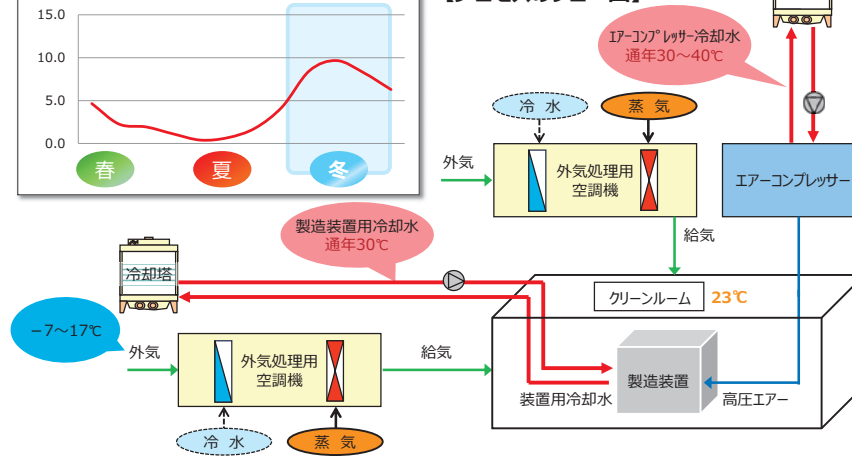 15.0
10.0
5.0
0.0
春
夏
冬
エアーコンプレッサー冷却水
通年30～40℃
冷 水
蒸 気
外気
外気処理用
空調機
エアーコンプレッサー
給気
製造装置用冷却水
通年30℃
冷却塔
クリーンルーム
23℃
－7～17℃
外気
外気処理用
空調機
給気
製造装置
装置用冷却水
高圧エアー
冷 水
蒸 気